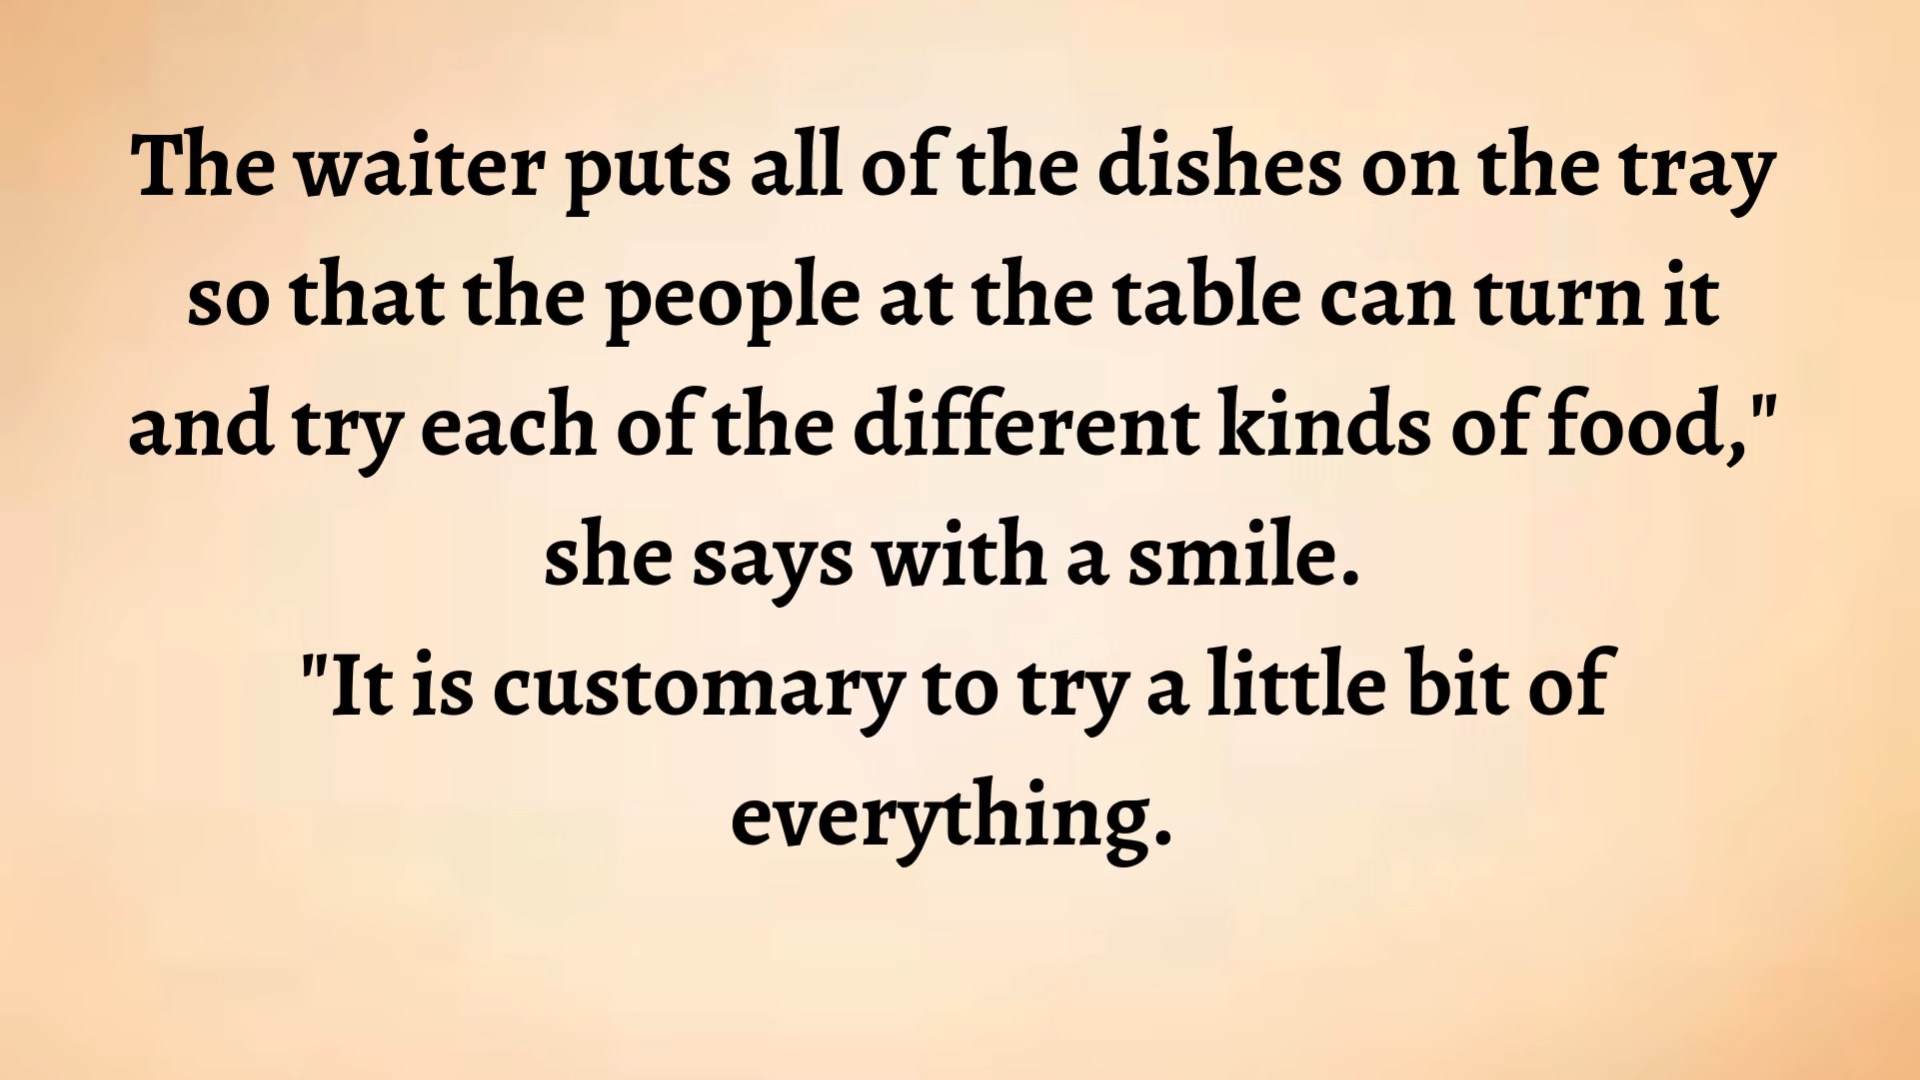 The waiter puts all of the dishes on the tray
so that the people at the table can turn it
and try each of the different kinds of food,"
she says with a smile.
"It is customary to try a little bit of
everything.